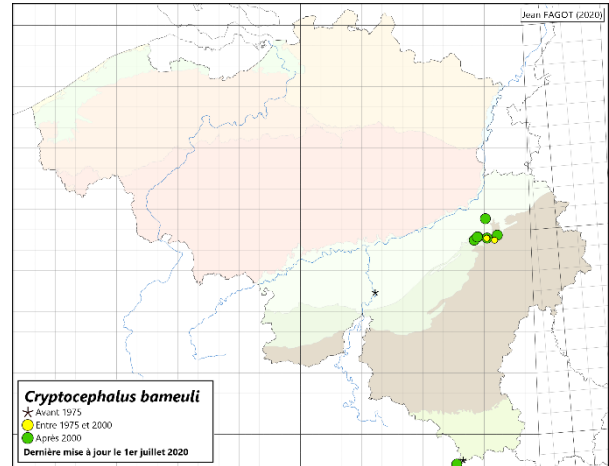 Jean FAGOT (2020)
Cryptocephalus bameuli
Avant 1975
Entre 1975 et 2000
Après 2000
Dernière mise à jour le 1er juillet 2020